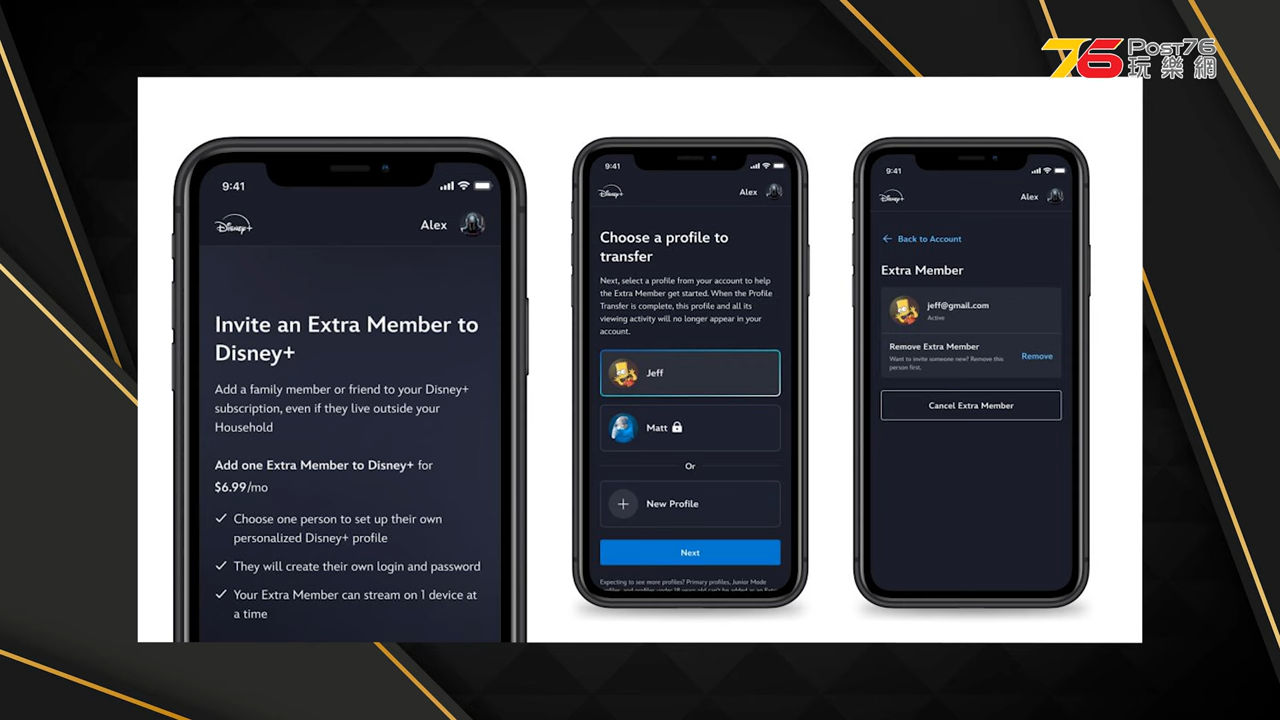 76 Post76
玩樂網
9:41
Disney+
Alex
Invite an Extra Member to
Disney+
Add a family member or friend to your Disney+
subscription, even if they live outside your
Household
Add one Extra Member to Disney+ for
$6.99/mo
Choose one person to set up their own
personalized Disney+ profile
They will create their own login and password
Your Extra Member can stream on 1 device at
a time
9:41
Disney+
Alex
Choose a profile to
transfer
Next, select a profile from your account to help
the Extra Member get started. When the Profile
Transfer is complete, this profile and all its
viewing activity will no longer appear in your
account.
Jeff
Matt
Or
New Profile
Next
Expecting to see more profiles? Primary profiles, Junior Mode
9:41
Disney+
Alex
Back to Account
Extra Member
jeff@gmail.com
Active
Remove Extra Member
Want to invite someone new? Remove this
person first.
Remove
Cancel Extra Member